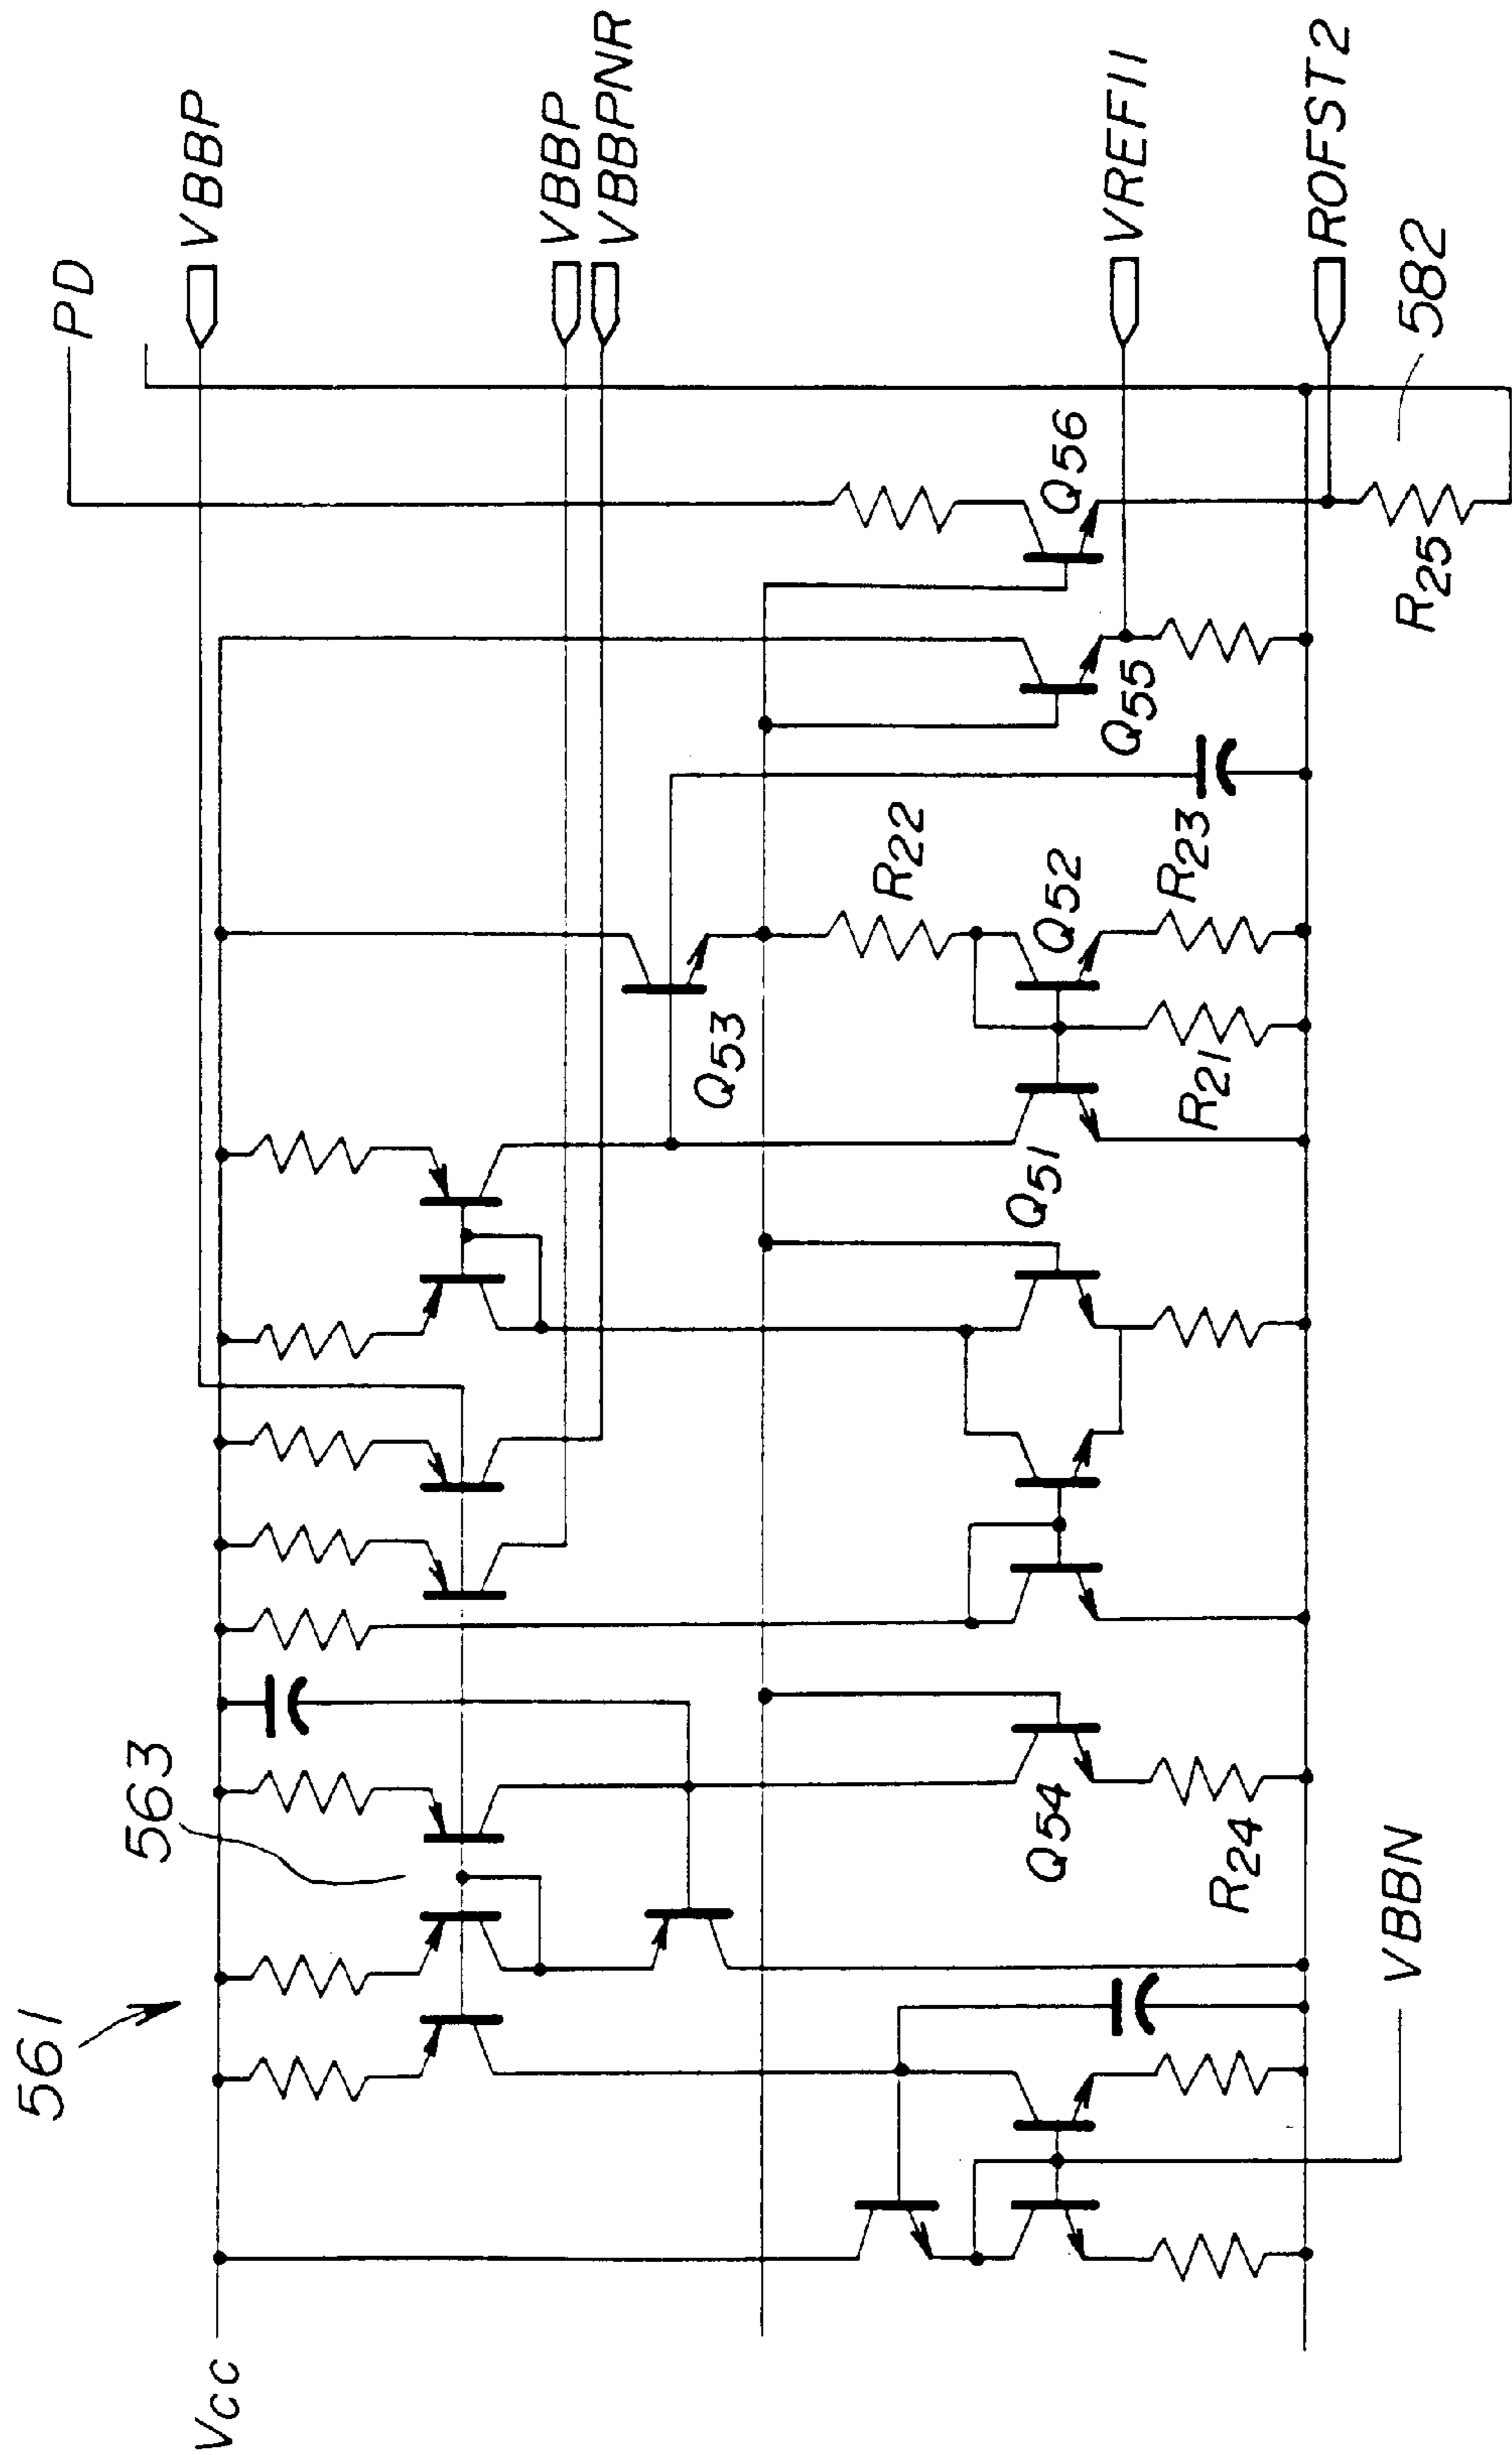 PD
VBBP
VBBP
VBBPNR
VREF11
ROFST2
582
561
563
Vcc
Q53
R22
Q56
Q55
Q52
Q51
R23
R21
R25
Q54
R24
VBBN